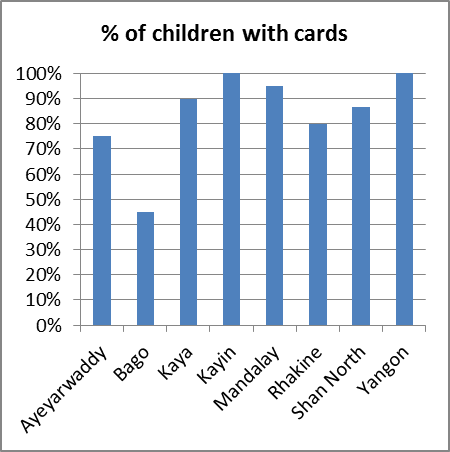 % of children with cards
100%
90%
80%
70%
60%
50%
40%
30%
20%
10%
0%
Ayeyarwaddy
Bago
Kaya
Kayin
Mandalay
Rhakine
Shan North
Yangon